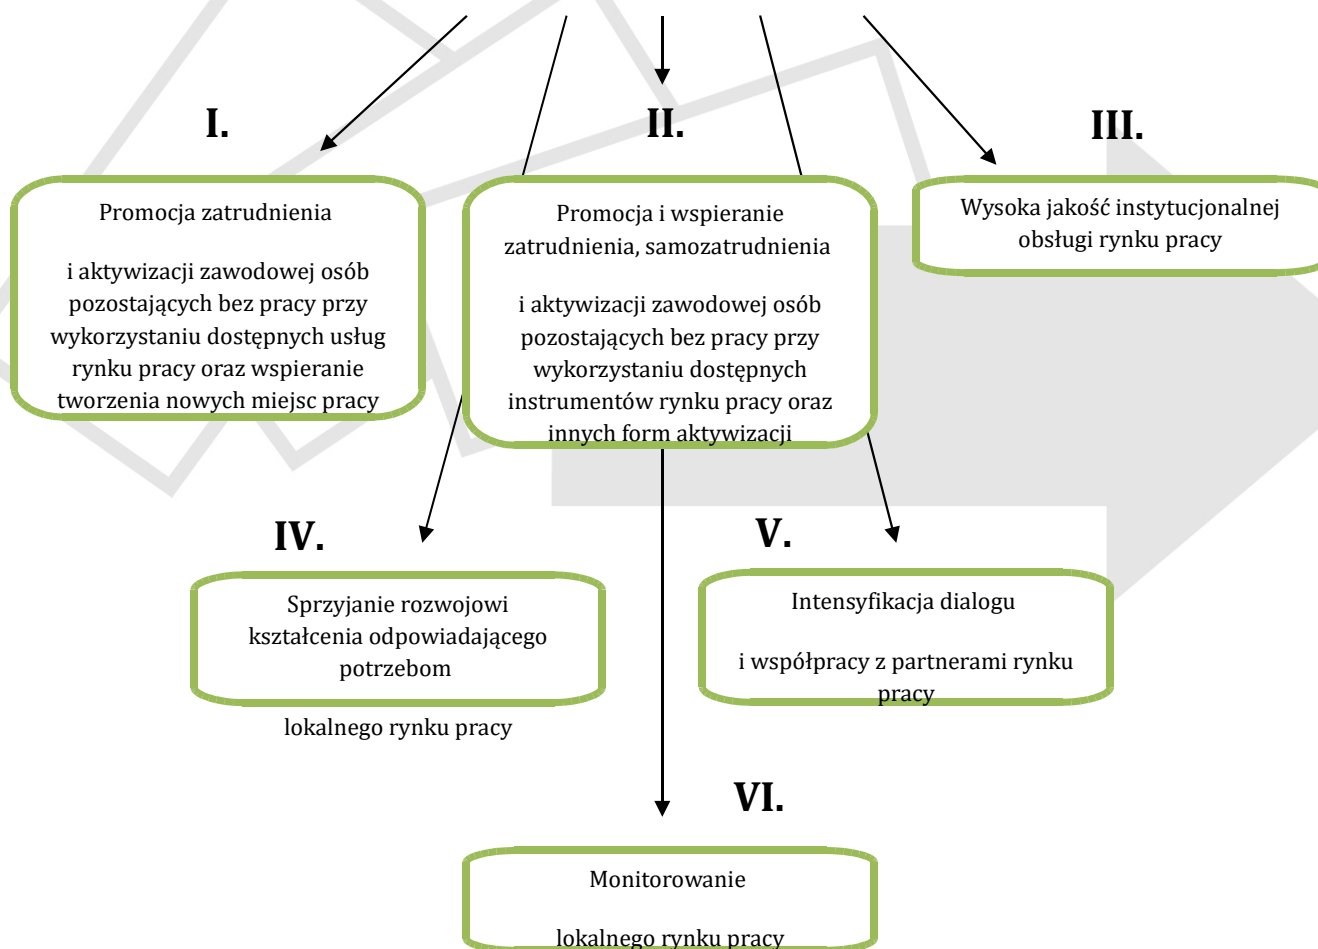 I.
Promocja zatrudnienia
i aktywizacji zawodowej osób
pozostających bez pracy przy
wykorzystaniu dostępnych usług
rynku pracy oraz wspieranie
tworzenia nowych miejsc pracy
II.
Promocja i wspieranie
zatrudnienia, samozatrudnienia
i aktywizacji zawodowej osób
pozostających bez pracy przy
wykorzystaniu dostępnych
instrumentów rynku pracy oraz
innych form aktywizacji
III.
Wysoka jakość instytucjonalnej
obsługi rynku pracy
IV.
Sprzyjanie rozwojowi
kształcenia odpowiadającego
potrzebom
lokalnego rynku pracy
V.
Intensyfikacja dialogu
i współpracy z partnerami rynku
pracy
VI.
Monitorowanie
lokalnego rynku pracy